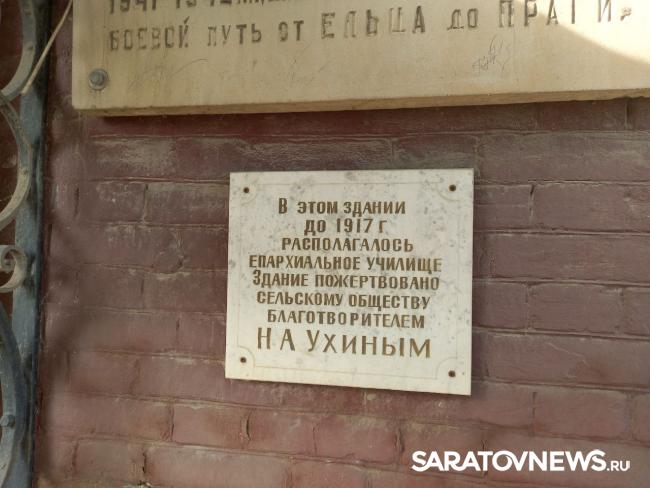 БОЕВОЙ ПУТЬ ОТ ЕЛЬЦА ДО ПРАГИ»
В ЭТОМ ЗДАНИИ
ДО 1917 Г
РАСПОЛАГАЛОСЬ
ЕПАРХИАЛЬНОЕ УЧИЛИЩЕ
ЗДАНИЕ ПОЖЕРТВОВАНО
СЕЛЬСКОМУ ОБЩЕСТВУ
БЛАГОТВОРИТЕЛЕМ
Н А УХИНЫМ
SARATOVNEWS.RU